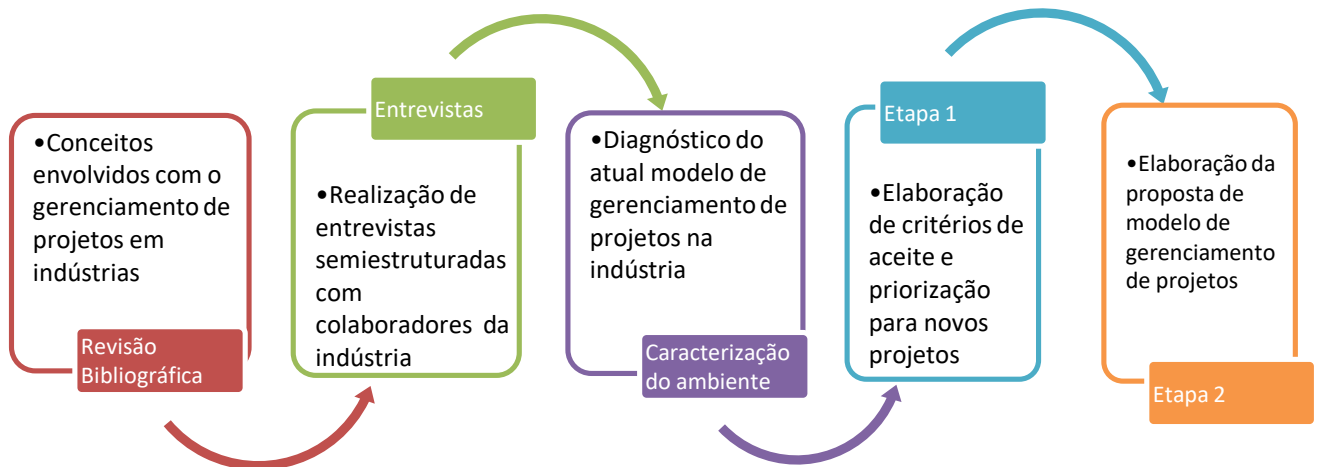 •Conceitos
envolvidos com o
gerenciamento de
projetos em
indústrias
Revisão
Bibliográfica
Entrevistas
•Realização de
entrevistas
semiestruturadas
com
colaboradores da
indústria
•Diagnóstico do
atual modelo de
gerenciamento de
projetos na
indústria
Caracterização
do ambiente
Etapa 1
•Elaboração
de critérios de
aceite e
priorização
para novos
projetos
•Elaboração da
proposta de
modelo de
gerenciamento
de projetos
Etapa 2